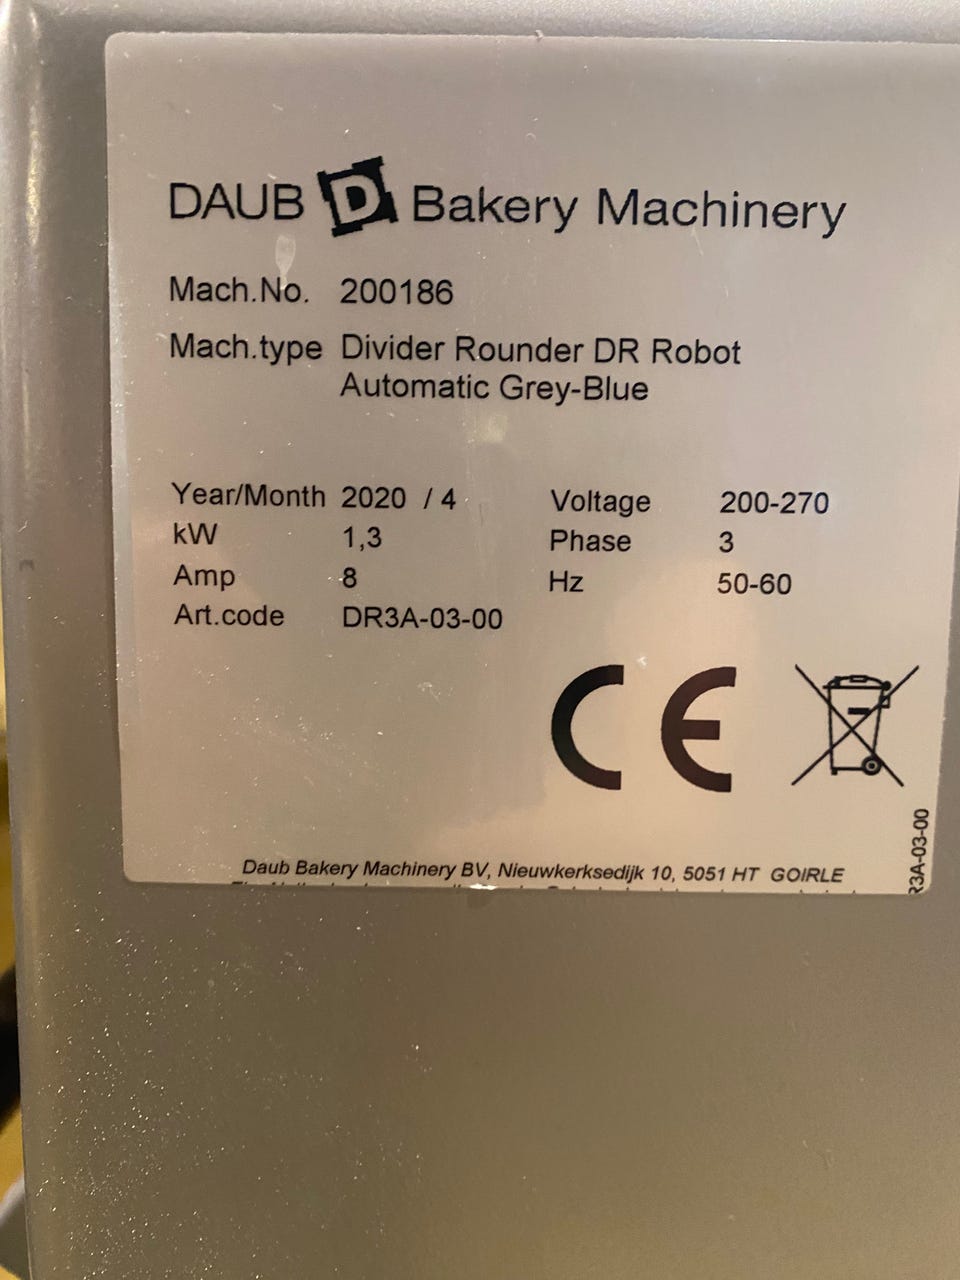 DAUB D Bakery Machinery
Mach.No. 200186
Mach.type Divider Rounder DR Robot
Automatic Grey-Blue
Year/Month 2020 / 4 Voltage 200-270
kW 1,3 Phase 3
Amp 8 Hz 50-60
Art.code DR3A-03-00
CE
Daub Bakery Machinery BV, Nieuwkerksedijk 10, 5051 HT GOIRLE
R3A-03-00